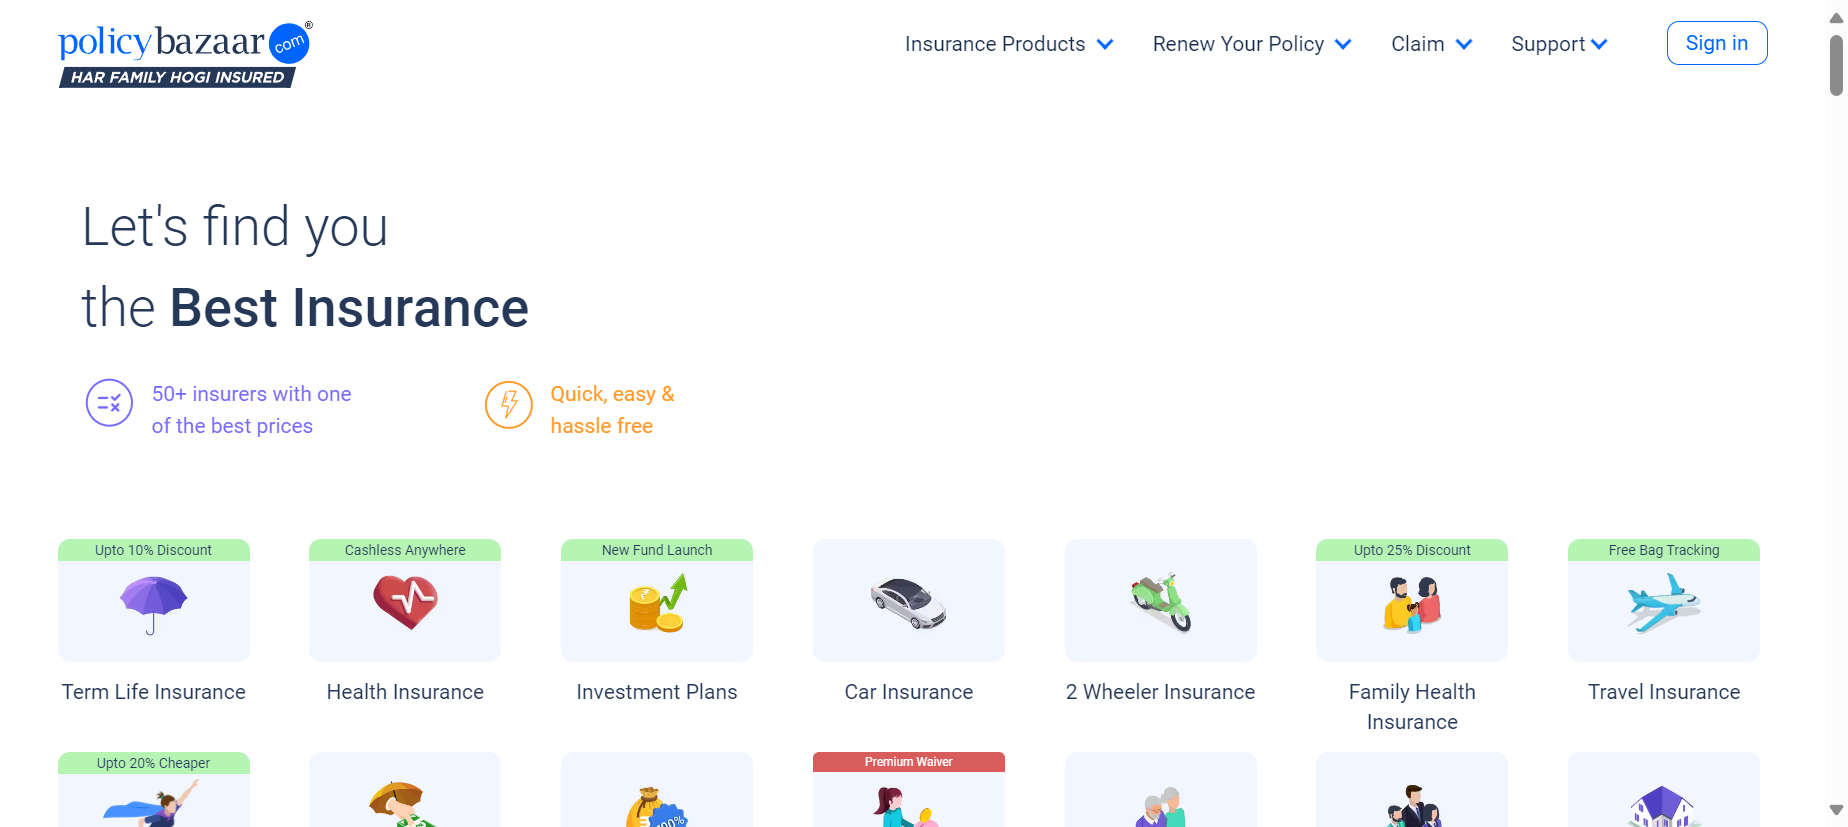 policybazaar com ®
HAR FAMILY HOGI INSURED
Insurance Products
Renew Your Policy
Claim
Support
Sign in
Let's find you
the Best Insurance
50+ insurers with one
of the best prices
Quick, easy &
hassle free
Upto 10% Discount
Cashless Anywhere
New Fund Launch
Upto 25% Discount
Free Bag Tracking
₹
Term Life Insurance
Health Insurance
Investment Plans
Car Insurance
2 Wheeler Insurance
Family Health
Insurance
Travel Insurance
Upto 20% Cheaper
Premium Waiver
100%